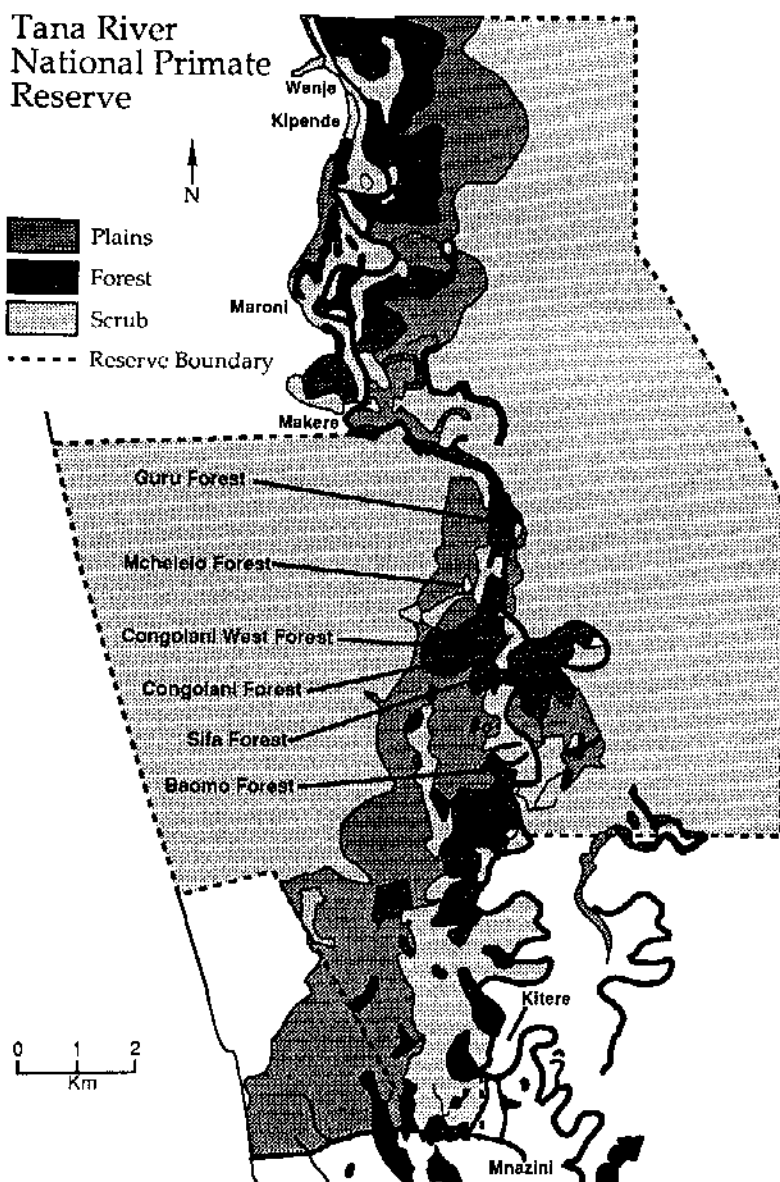 Tana River
National Primate
Reserve
N
Plains
Forest
Scrub
Reserve Boundary
Wenje
Kipende
Maroni
Makere
Guru Forest
Mchelelo Forest
Congolani West Forest
Congolani Forest
Sifa Forest
Baomo Forest
Kitere
0 1 2
Km
Mnazini